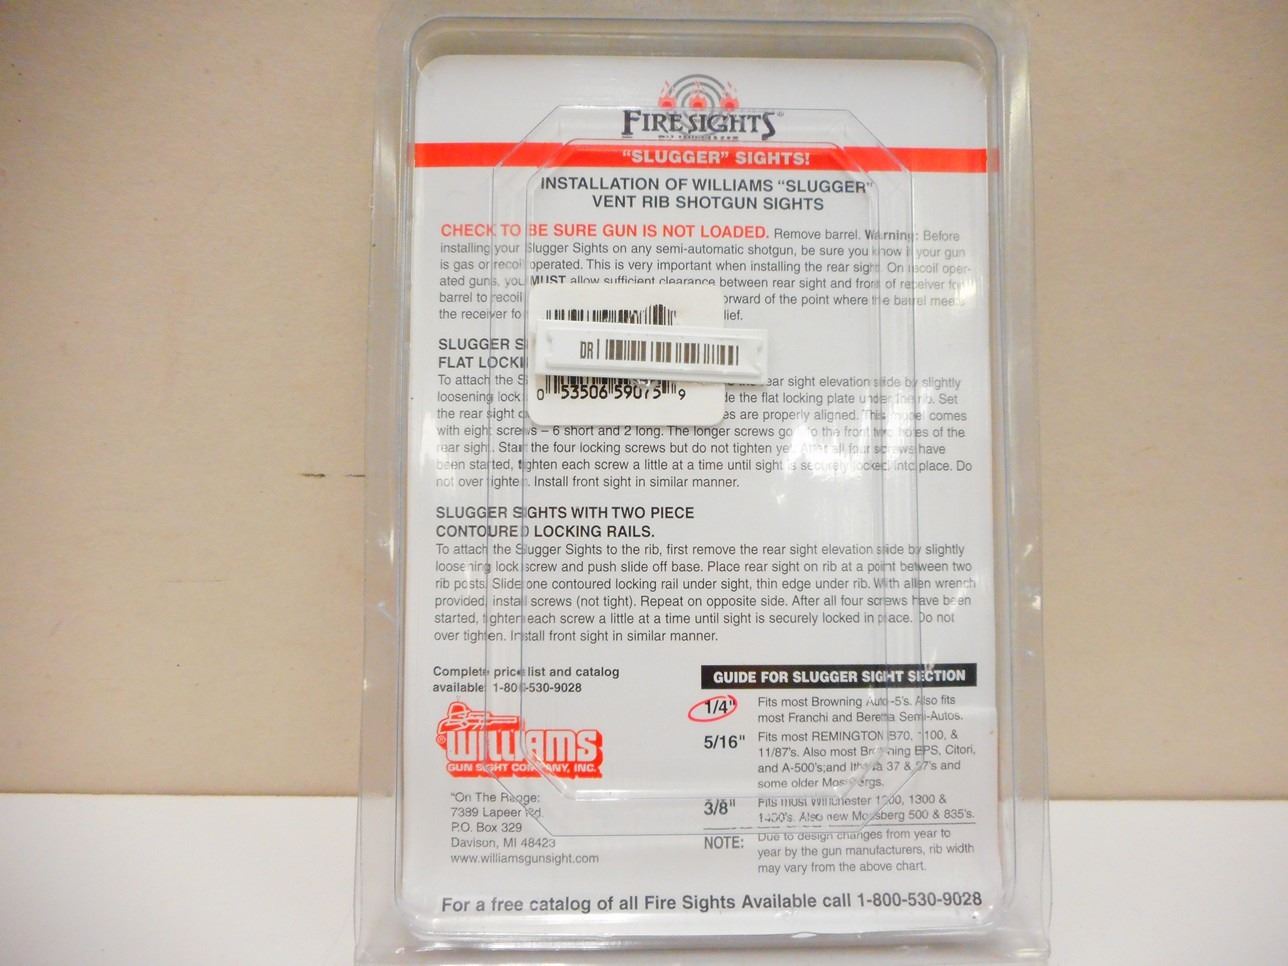 FIRESIGHTS®
"SLUGGER" SIGHTS!
INSTALLATION OF WILLIAMS "SLUGGER"
VENT RIB SHOTGUN SIGHTS
CHECK TO BE SURE GUN IS NOT LOADED. Remove barrel. Warning: Before
installing your Slugger Sights on any semi-automatic shotgun, be sure you know if your gun
is gas or recoil operated. This is very important when installing the rear sight. On recoil oper-
ated guns, you MUST allow sufficient clearance between rear sight and front of receiver for
barrel to recoil orward of the point where the barrel meets
the receiver fo lief.
SLUGGER S
FLAT LOCKI
To attach the S rear sight elevation slide by slightly
loosening lock de the flat locking plate under the rib. Set
the rear sight es are properly aligned. This model comes
with eight screws – 6 short and 2 long. The longer screws go into the front two holes of the
rear sight. Start the four locking screws but do not tighten yet. After all four screws have
been started, tighten each screw a little at a time until sight is securely locked into place. Do
not over tighten. Install front sight in similar manner.
DR
0 53506 59075 9
SLUGGER SIGHTS WITH TWO PIECE
CONTOURED LOCKING RAILS.
To attach the Slugger Sights to the rib, first remove the rear sight elevation slide by slightly
loosening lock screw and push slide off base. Place rear sight on rib at a point between two
rib posts. Slide one contoured locking rail under sight, thin edge under rib. With allen wrench
provided, install screws (not tight). Repeat on opposite side. After all four screws have been
started, tighten each screw a little at a time until sight is securely locked in place. Do not
over tighten. Install front sight in similar manner.
Complete price list and catalog
available: 1-800-530-9028
WILLIAMS
GUN SIGHT COMPANY, INC.
"On The Range:
7389 Lapeer Rd.
P.O. Box 329
Davison, MI 48423
www.williamsgunsight.com
GUIDE FOR SLUGGER SIGHT SECTION
1/4" Fits most Browning Auto-5's. Also fits
most Franchi and Beretta Semi-Autos.
5/16" Fits most REMINGTON 870, 1100, &
11/87's. Also most Browning BPS, Citori,
and A-500's;and Ithaca 37 & 87's and
some older Mossbergs.
3/8" Fits most Winchester 1200, 1300 &
1400's. Also new Mossberg 500 & 835's.
NOTE: Due to design changes from year to
year by the gun manufacturers, rib width
may vary from the above chart.
For a free catalog of all Fire Sights Available call 1-800-530-9028